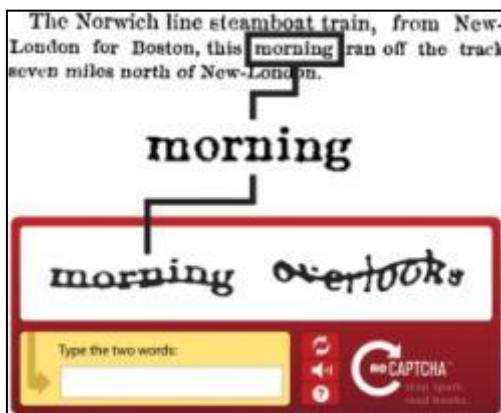 The Norwich line steamboat train, from New-
London for Boston, this morning ran off the track
seven miles north of New-London.
morning
morning overlooks
Type the two words:
reCAPTCHA™
stop spam.
read books.